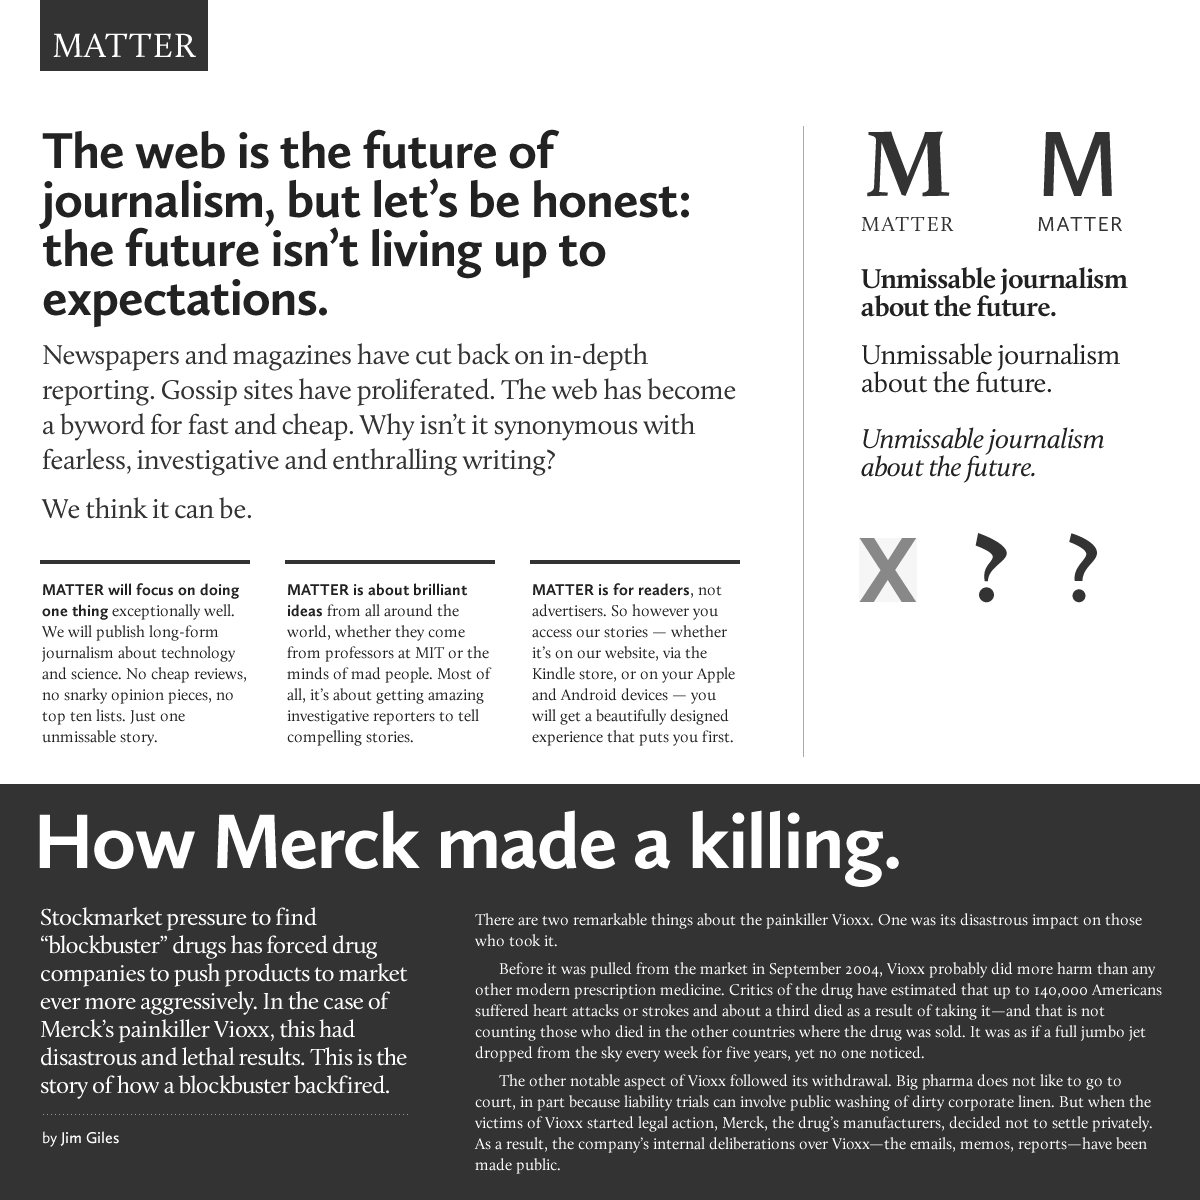 MATTER
The web is the future of
journalism, but let’s be honest:
the future isn’t living up to
expectations.
Newspapers and magazines have cut back on in-depth
reporting. Gossip sites have proliferated. The web has become
a byword for fast and cheap. Why isn’t it synonymous with
fearless, investigative and enthralling writing?
We think it can be.
MATTER will focus on doing
one thing exceptionally well.
We will publish long-form
journalism about technology
and science. No cheap reviews,
no snarky opinion pieces, no
top ten lists. Just one
unmissable story.
MATTER is about brilliant
ideas from all around the
world, whether they come
from professors at MIT or the
minds of mad people. Most of
all, it’s about getting amazing
investigative reporters to tell
compelling stories.
MATTER is for readers, not
advertisers. So however you
access our stories — whether
it’s on our website, via the
Kindle store, or on your Apple
and Android devices — you
will get a beautifully designed
experience that puts you first.
M M
MATTER MATTER
Unmissable journalism
about the future.
Unmissable journalism
about the future.
Unmissable journalism
about the future.
X ? ?
How Merck made a killing.
Stockmarket pressure to find
“blockbuster” drugs has forced drug
companies to push products to market
ever more aggressively. In the case of
Merck’s painkiller Vioxx, this had
disastrous and lethal results. This is the
story of how a blockbuster backfired.
by Jim Giles
There are two remarkable things about the painkiller Vioxx. One was its disastrous impact on those
who took it.
Before it was pulled from the market in September 2004, Vioxx probably did more harm than any
other modern prescription medicine. Critics of the drug have estimated that up to 140,000 Americans
suffered heart attacks or strokes and about a third died as a result of taking it—and that is not
counting those who died in the other countries where the drug was sold. It was as if a full jumbo jet
dropped from the sky every week for five years, yet no one noticed.
The other notable aspect of Vioxx followed its withdrawal. Big pharma does not like to go to
court, in part because liability trials can involve public washing of dirty corporate linen. But when the
victims of Vioxx started legal action, Merck, the drug’s manufacturers, decided not to settle privately.
As a result, the company’s internal deliberations over Vioxx—the emails, memos, reports—have been
made public.